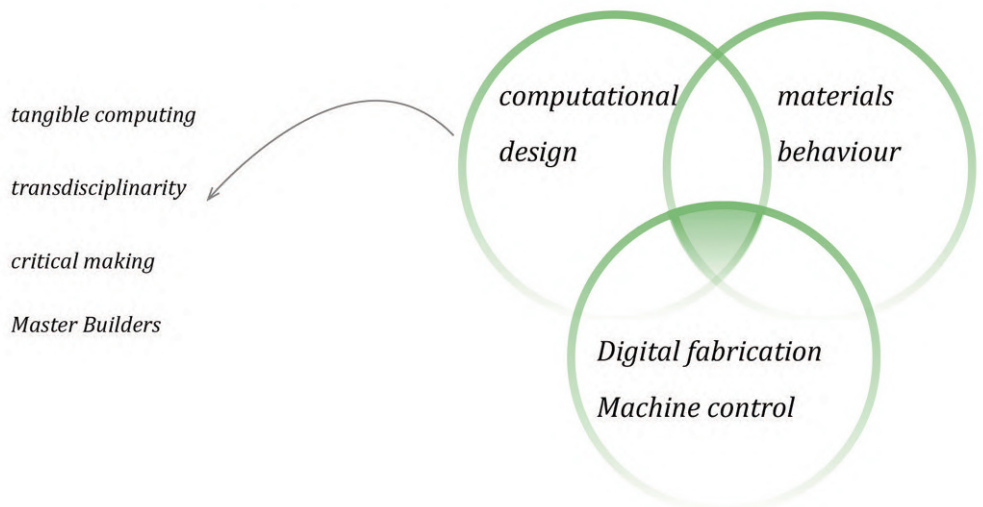 tangible computing
transdisciplinarity
critical making
Master Builders
computational
design
materials
behaviour
Digital fabrication
Machine control